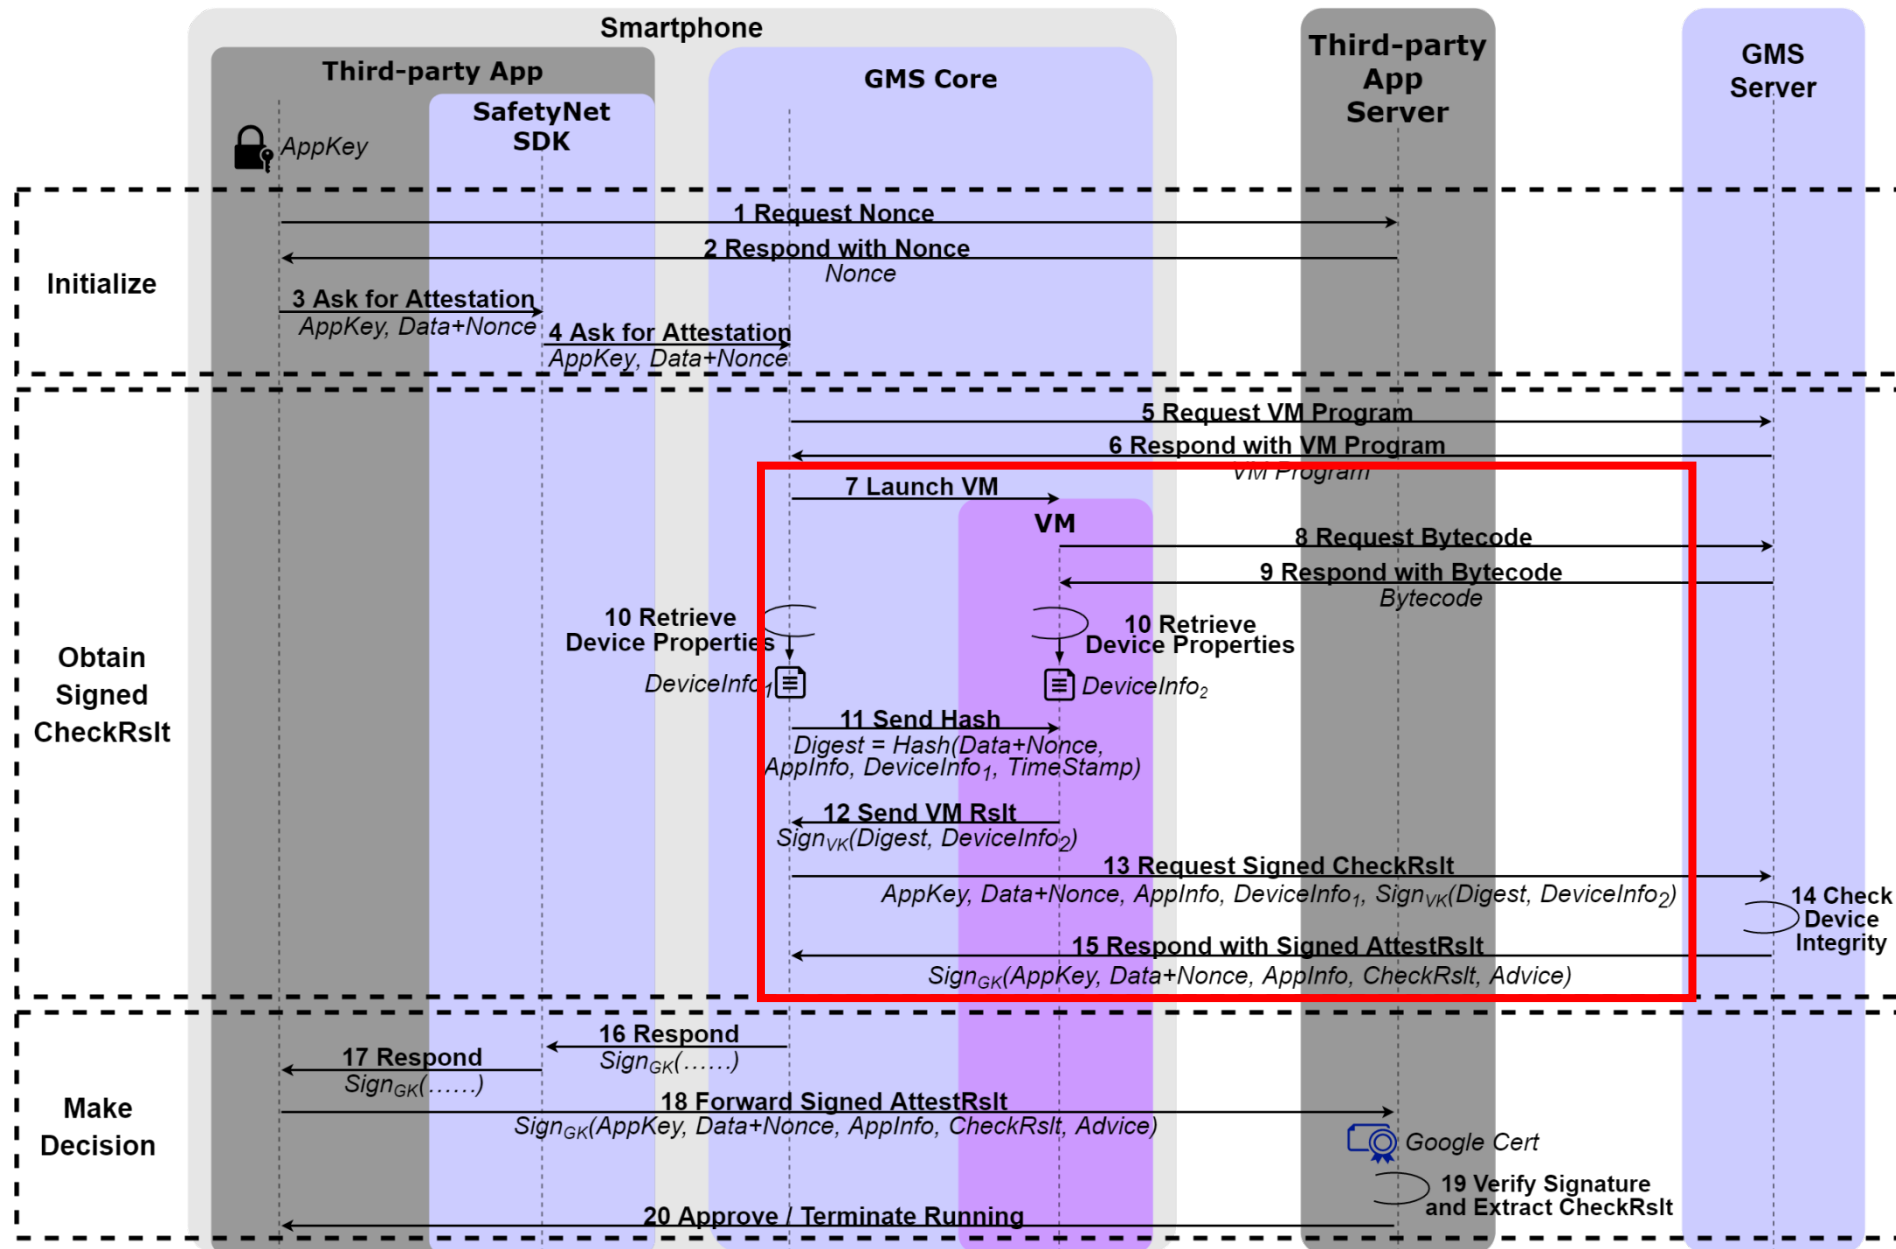 Smartphone
Third-party App
SafetyNet
SDK
GMS Core
Third-party
App
Server
GMS
Server
AppKey
Initialize
1 Request Nonce
2 Respond with Nonce
Nonce
3 Ask for Attestation
AppKey, Data+Nonce
4 Ask for Attestation
AppKey, Data+Nonce
Obtain
Signed
CheckRslt
5 Request VM Program
6 Respond with VM Program
VM Program
7 Launch VM
VM
8 Request Bytecode
9 Respond with Bytecode
Bytecode
10 Retrieve
Device Properties
DeviceInfo1
10 Retrieve
Device Properties
DeviceInfo2
11 Send Hash
Digest = Hash(Data+Nonce,
AppInfo, DeviceInfo1, TimeStamp)
12 Send VM Rslt
SignVK(Digest, DeviceInfo2)
13 Request Signed CheckRslt
AppKey, Data+Nonce, AppInfo, DeviceInfo1, SignVK(Digest, DeviceInfo2)
14 Check
Device
Integrity
15 Respond with Signed AttestRslt
SignGK(AppKey, Data+Nonce, AppInfo, CheckRslt, Advice)
Make
Decision
16 Respond
SignGK(......)
17 Respond
SignGK(......)
18 Forward Signed AttestRslt
SignGK(AppKey, Data+Nonce, AppInfo, CheckRslt, Advice)
Google Cert
19 Verify Signature
and Extract CheckRslt
20 Approve / Terminate Running